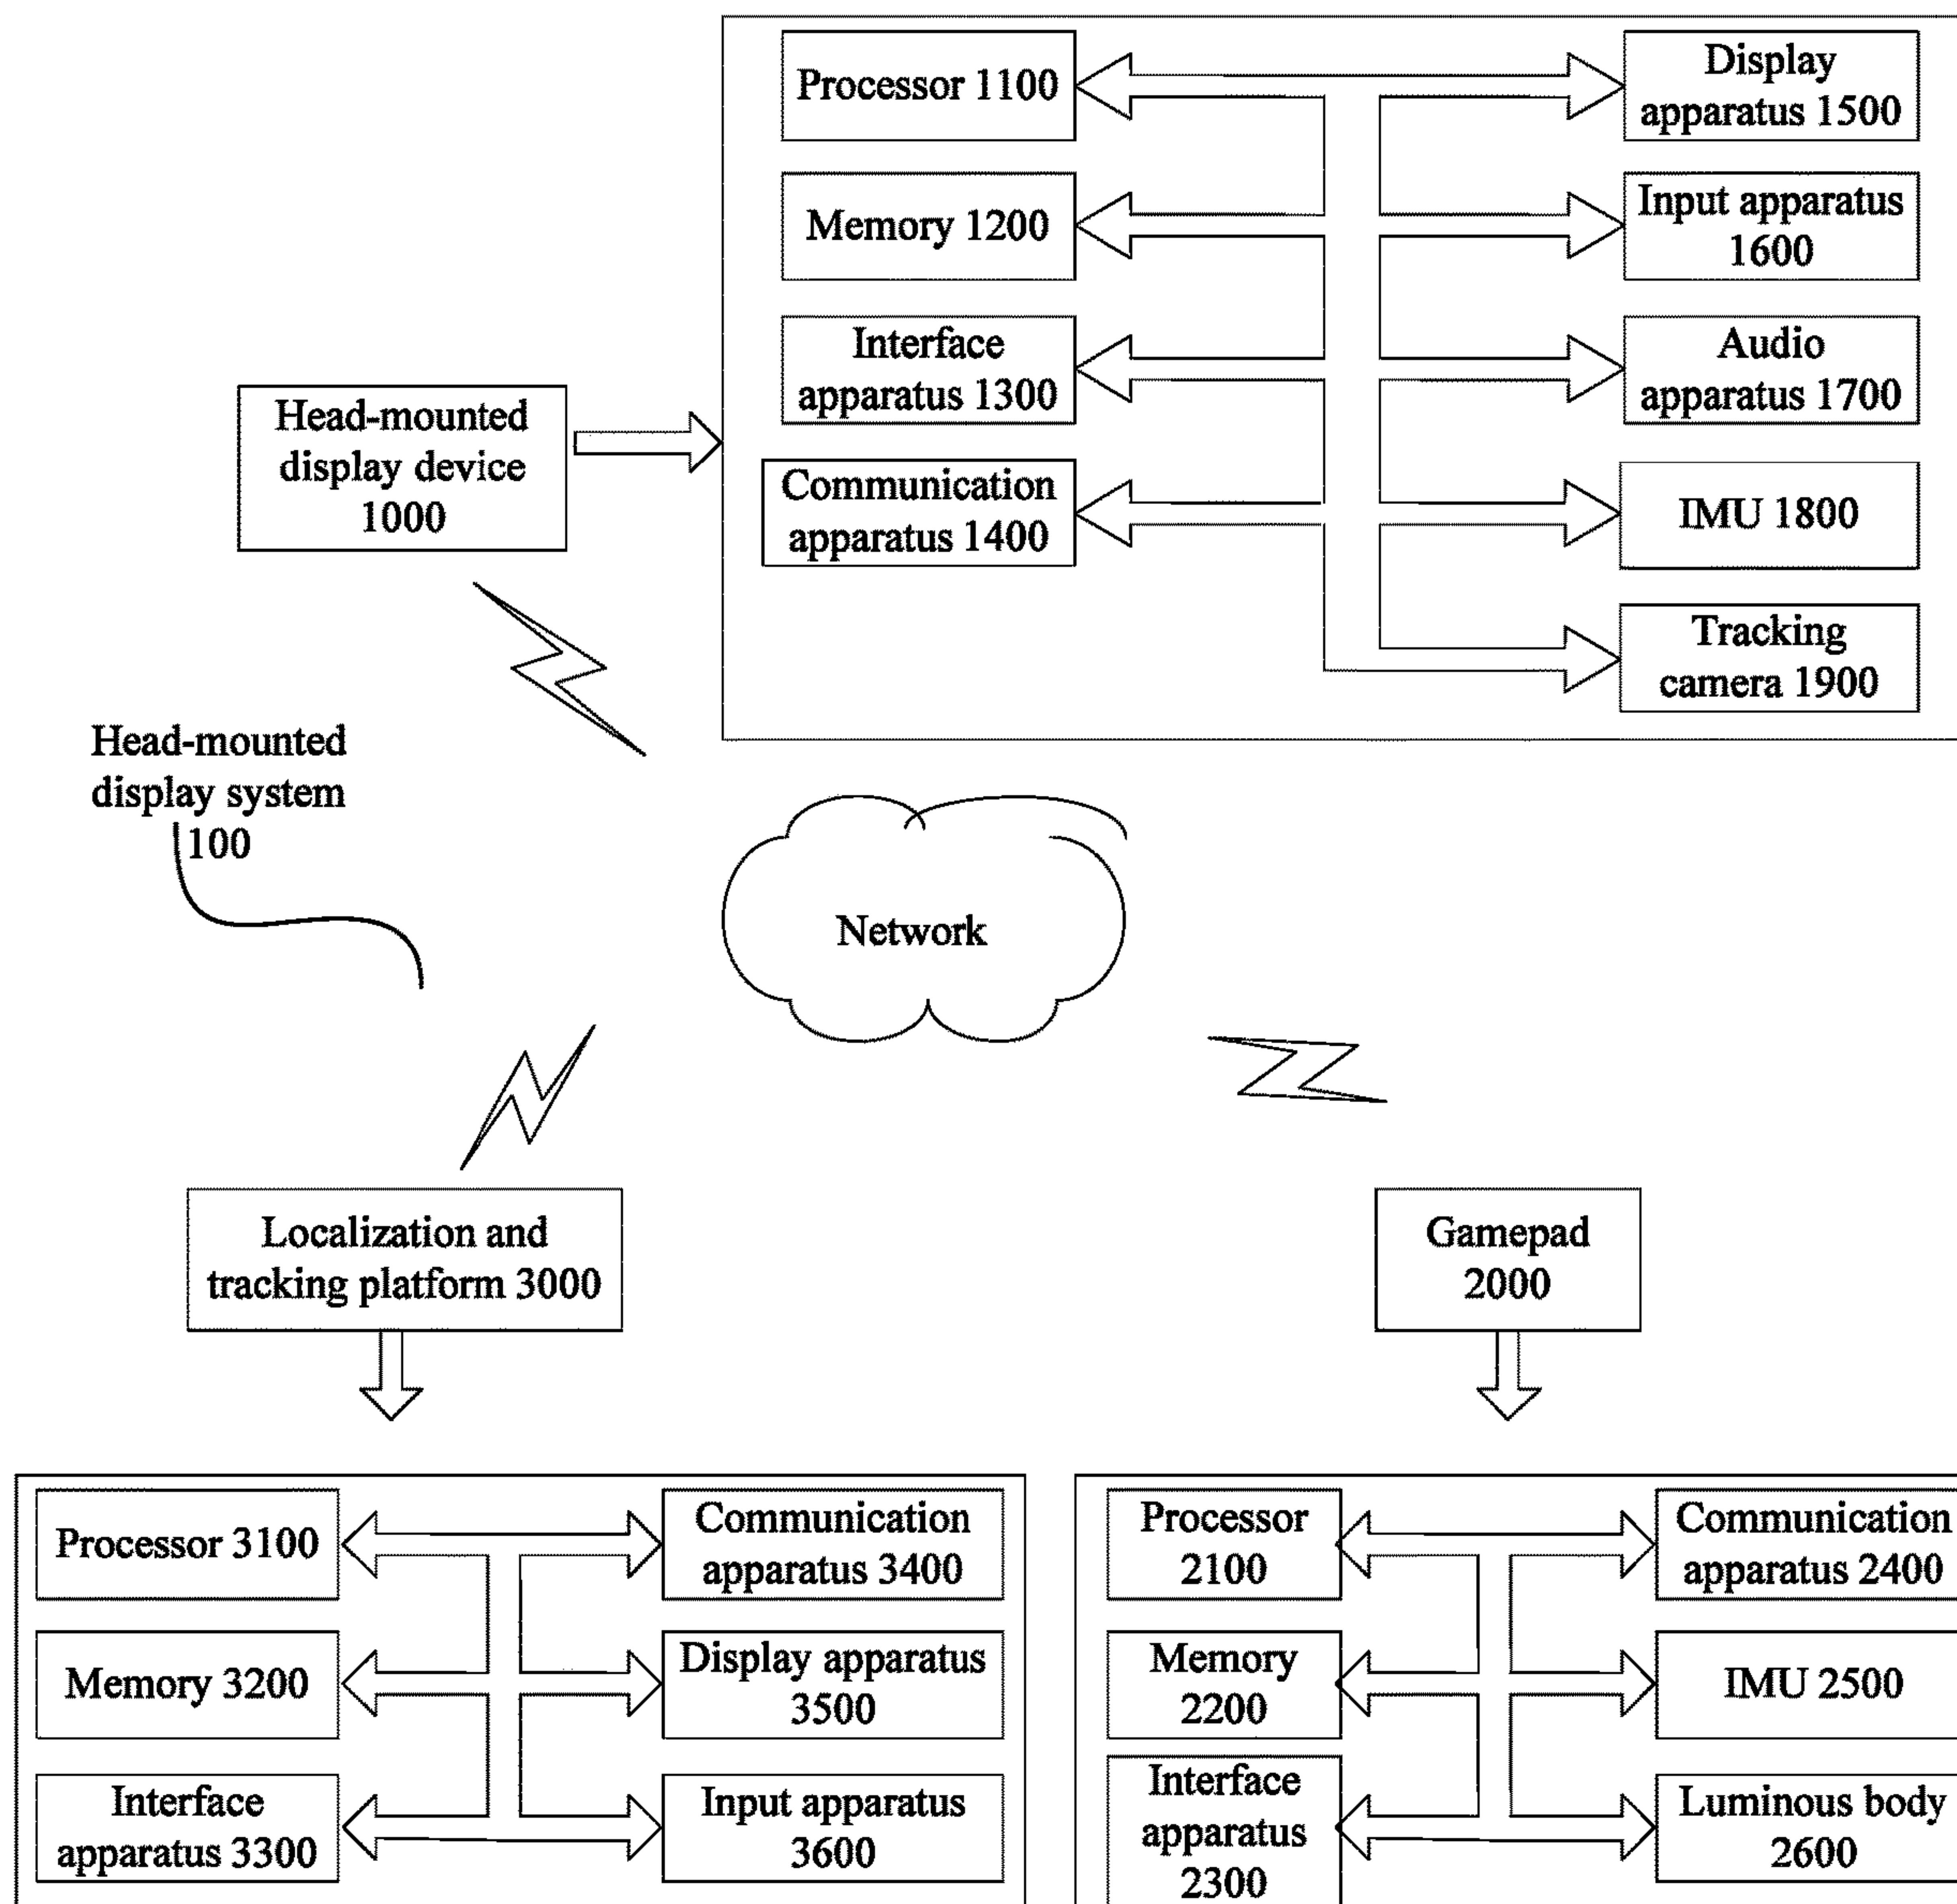 Processor 1100
Display
apparatus 1500
Memory 1200
Input apparatus
1600
Interface
apparatus 1300
Audio
apparatus 1700
Head-mounted
display device
1000
Communication
apparatus 1400
IMU 1800
Tracking
camera 1900
Head-mounted
display system
100
Network
Localization and
tracking platform 3000
Gamepad
2000
Processor 3100
Communication
apparatus 3400
Memory 3200
Display apparatus
3500
Interface
apparatus 3300
Input apparatus
3600
Processor
2100
Communication
apparatus 2400
Memory
2200
IMU 2500
Interface
apparatus
2300
Luminous body
2600